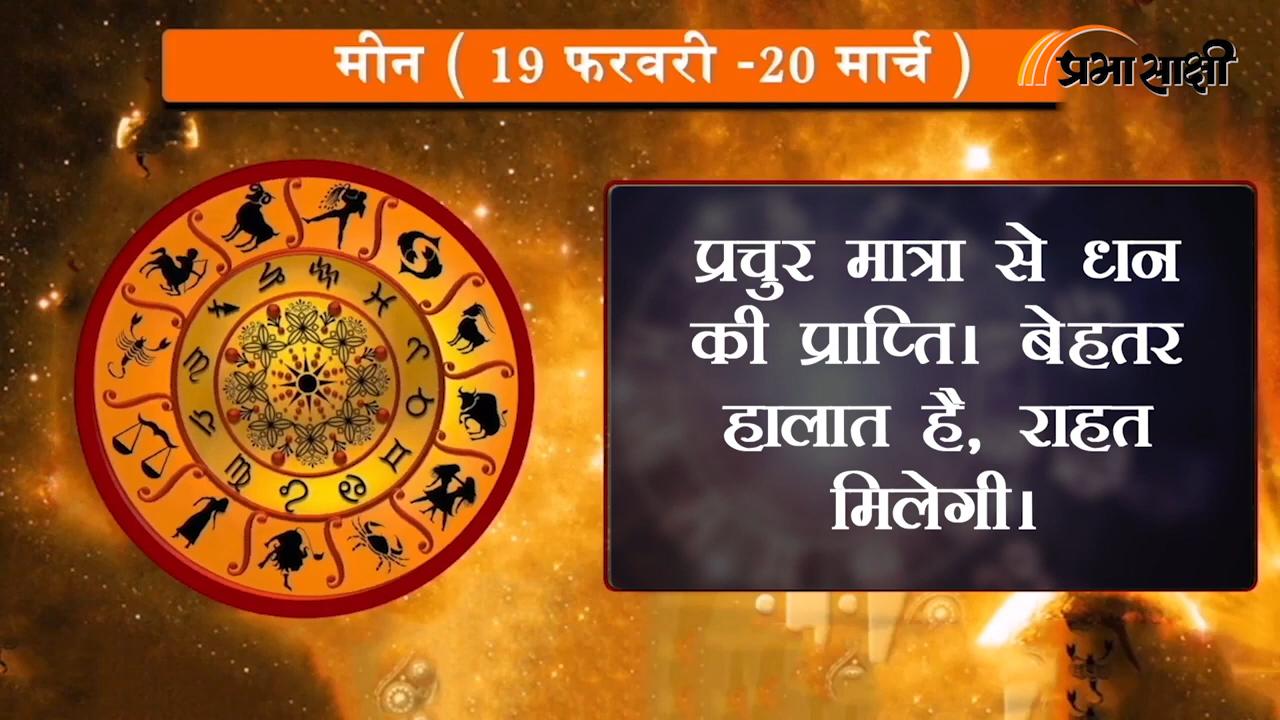 मीन ( 19 फरवरी -20 मार्च )
प्रभासाक्षी
प्रचुर मात्रा से धन
की प्राप्ति। बेहतर
हालात है, राहत
मिलेगी।